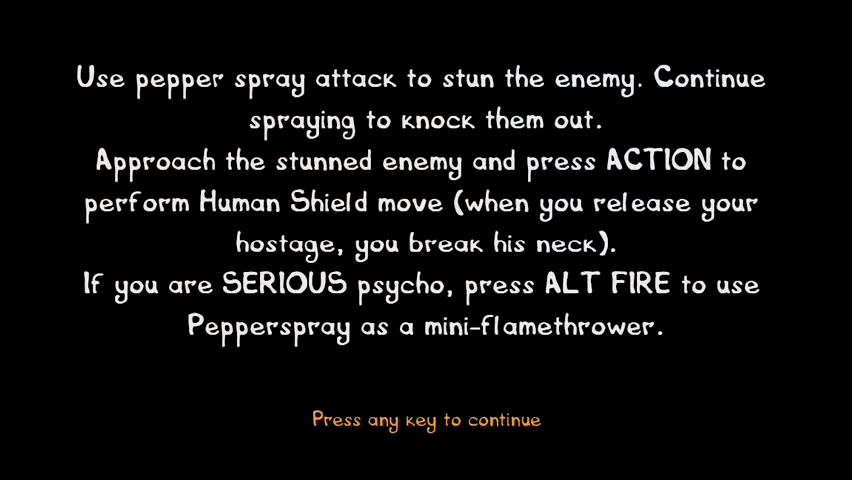 Use pepper spray attack to stun the enemy. Continue
spraying to knock them out.
Approach the stunned enemy and press ACTION to
perform Human Shield move (when you release your
hostage, you break his neck).
If you are SERIOUS psycho, press ALT FIRE to use
Pepperspray as a mini-flamethrower.
Press any key to continue